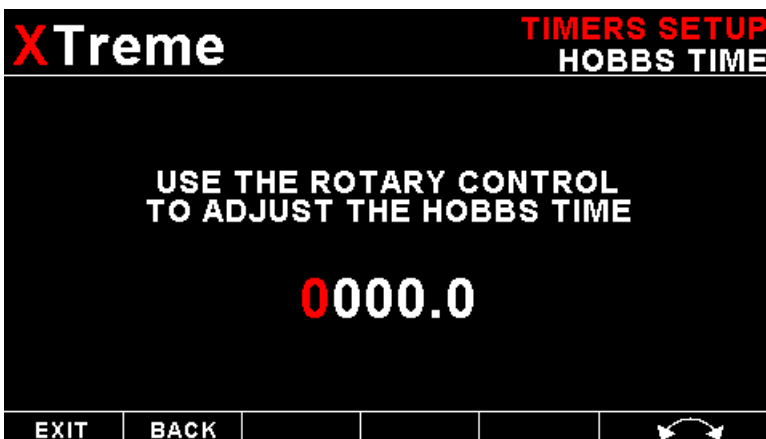 XTreme
TIMERS SETUP
HOBBS TIME
USE THE ROTARY CONTROL
TO ADJUST THE HOBBS TIME
0000.0
EXIT BACK